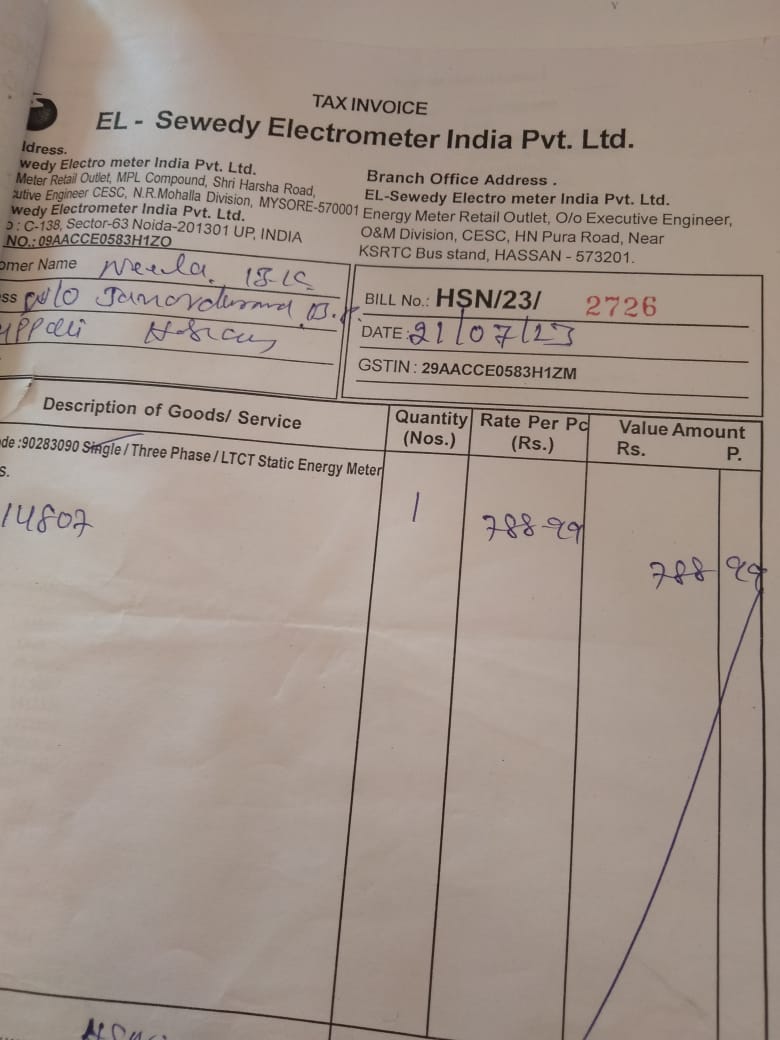 TAX INVOICE
EL - Sewedy Electrometer India Pvt. Ltd.
ldress.
wedy Electro meter India Pvt. Ltd.
Meter Retail Outlet, MPL Compound, Shri Harsha Road,
utive Engineer CESC, N.R.Mohalla Division, MYSORE-570001
wedy Electrometer India Pvt. Ltd.
: C-138, Sector-63 Noida-201301 UP, INDIA
NO.: 09AACCE0583H1ZO
Branch Office Address .
EL-Sewedy Electro meter India Pvt. Ltd.
Energy Meter Retail Outlet, O/o Executive Engineer,
O&M Division, CESC, HN Pura Road, Near
KSRTC Bus stand, HASSAN - 573201.
omer Name Neela
ess
BILL No.: HSN/23/ 2726
DATE: 21/07/23
GSTIN : 29AACCE0583H1ZM
Description of Goods/ Service Quantity (Nos.) Rate Per Pc (Rs.) Value Amount Rs. P.
de :90283090 Single / Three Phase / LTCT Static Energy Meter
s.
14807 1 788-99
788 99